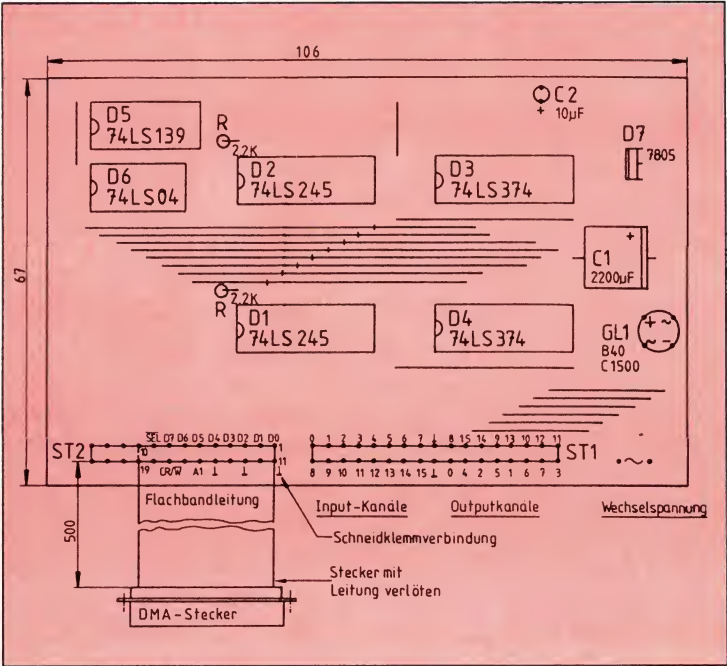 106
67
D5
74LS139
D6
74LS04
R
2,2K
D2
74LS245
D3
74LS374
C2
+ 10µF
D7
7805
C1
+
2200µF
R
2,2K
D1
74LS245
D4
74LS374
GL1
B40
C1500
+ ~
~ −
ST2
SEL D7 D6 D5 D4 D3 D2 D1 D0
10 1
19 CR/W A1 ⊥ ⊥ 11 ⊥
0 1 2 3 4 5 6 7 ⊥ 8 15 14 9 13 10 12 11
ST1
8 9 10 11 12 13 14 15 ⊥ 0 4 2 5 1 6 7 3
~
500
Flachbandleitung
Input-Kanäle
Outputkanäle
Wechselspannung
Schneidklemmverbindung
Stecker mit
Leitung verlöten
DMA-Stecker